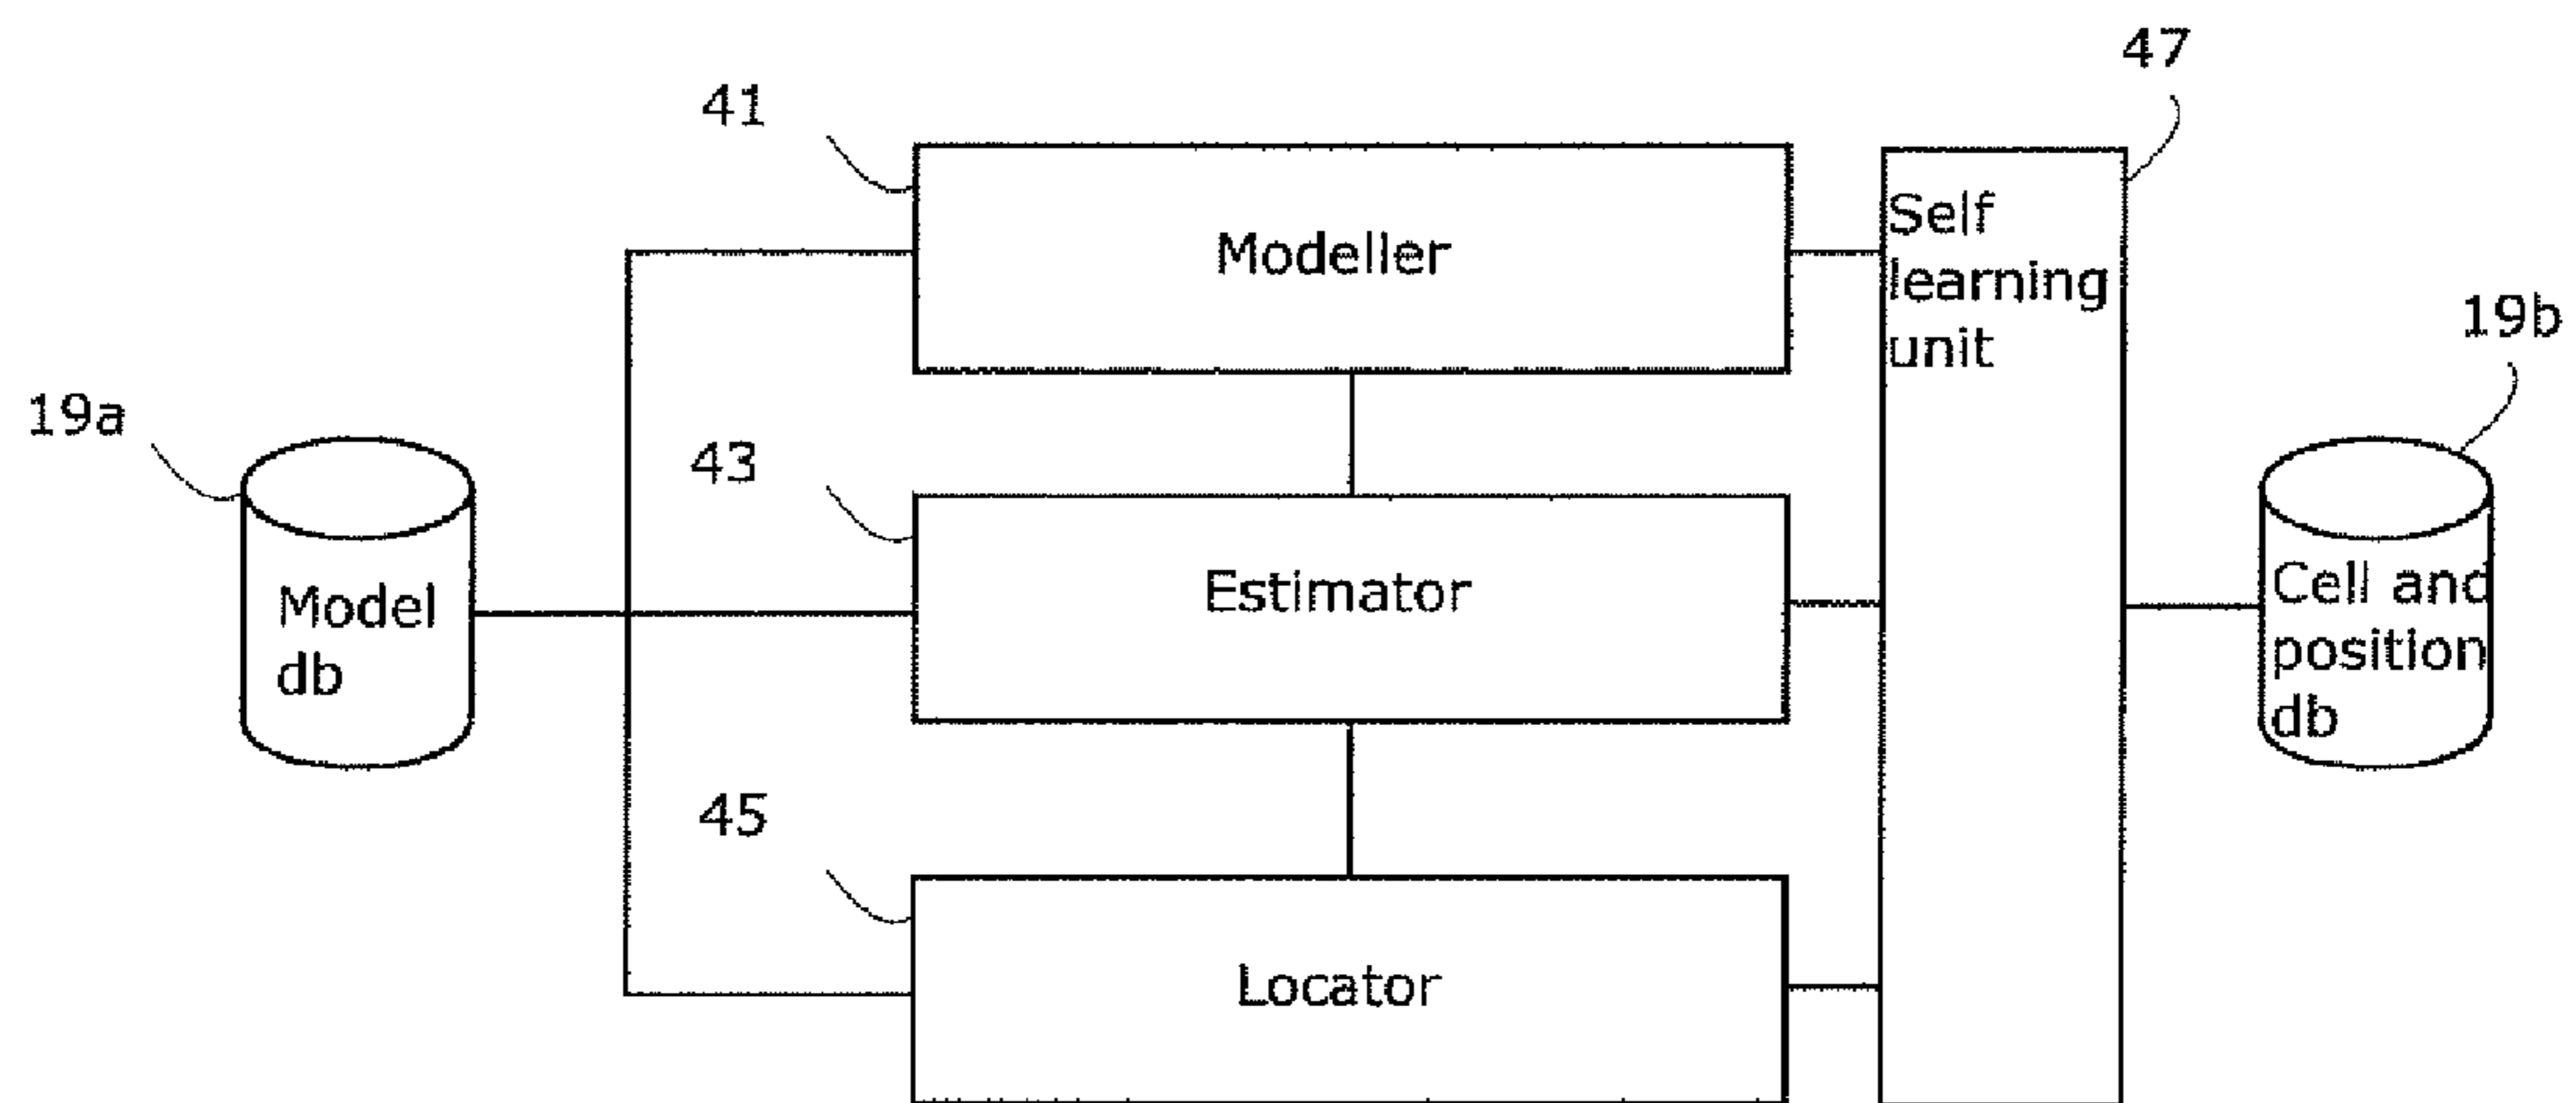 47
41
Modeller
Self
learning
unit
19b
19a
43
Model
db
Estimator
Cell and
position
db
45
Locator